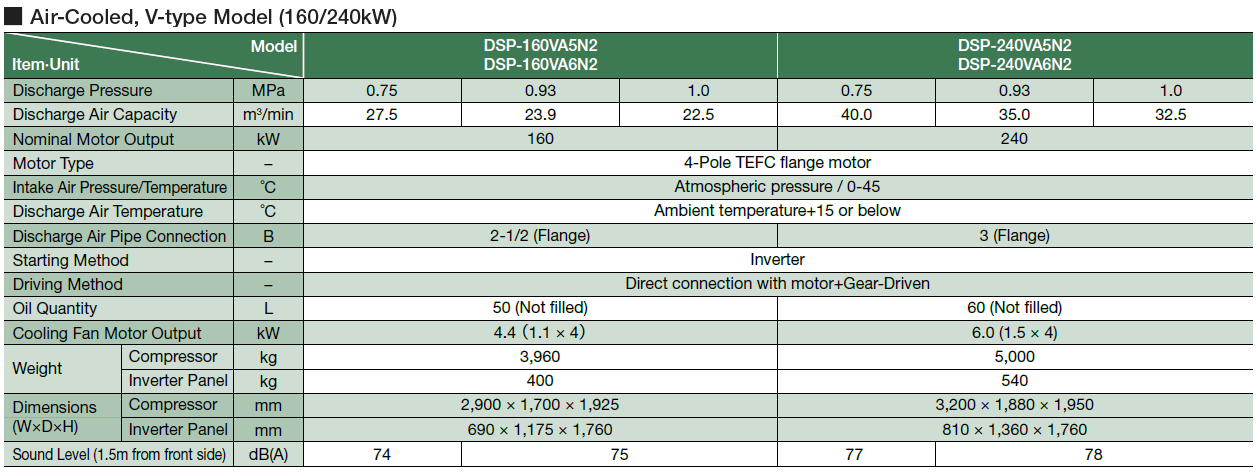 ■ Air-Cooled, V-type Model (160/240kW)
Model
Item·Unit
DSP-160VA5N2
DSP-160VA6N2
DSP-240VA5N2
DSP-240VA6N2
Discharge Pressure MPa 0.75 0.93 1.0 0.75 0.93 1.0
Discharge Air Capacity m³/min 27.5 23.9 22.5 40.0 35.0 32.5
Nominal Motor Output kW 160 240
Motor Type – 4-Pole TEFC flange motor
Intake Air Pressure/Temperature °C Atmospheric pressure / 0-45
Discharge Air Temperature °C Ambient temperature+15 or below
Discharge Air Pipe Connection B 2-1/2 (Flange) 3 (Flange)
Starting Method – Inverter
Driving Method – Direct connection with motor+Gear-Driven
Oil Quantity L 50 (Not filled) 60 (Not filled)
Cooling Fan Motor Output kW 4.4 (1.1 × 4) 6.0 (1.5 × 4)
Weight
Compressor kg 3,960 5,000
Inverter Panel kg 400 540
Dimensions
(W×D×H)
Compressor mm 2,900 × 1,700 × 1,925 3,200 × 1,880 × 1,950
Inverter Panel mm 690 × 1,175 × 1,760 810 × 1,360 × 1,760
Sound Level (1.5m from front side) dB(A) 74 75 77 78